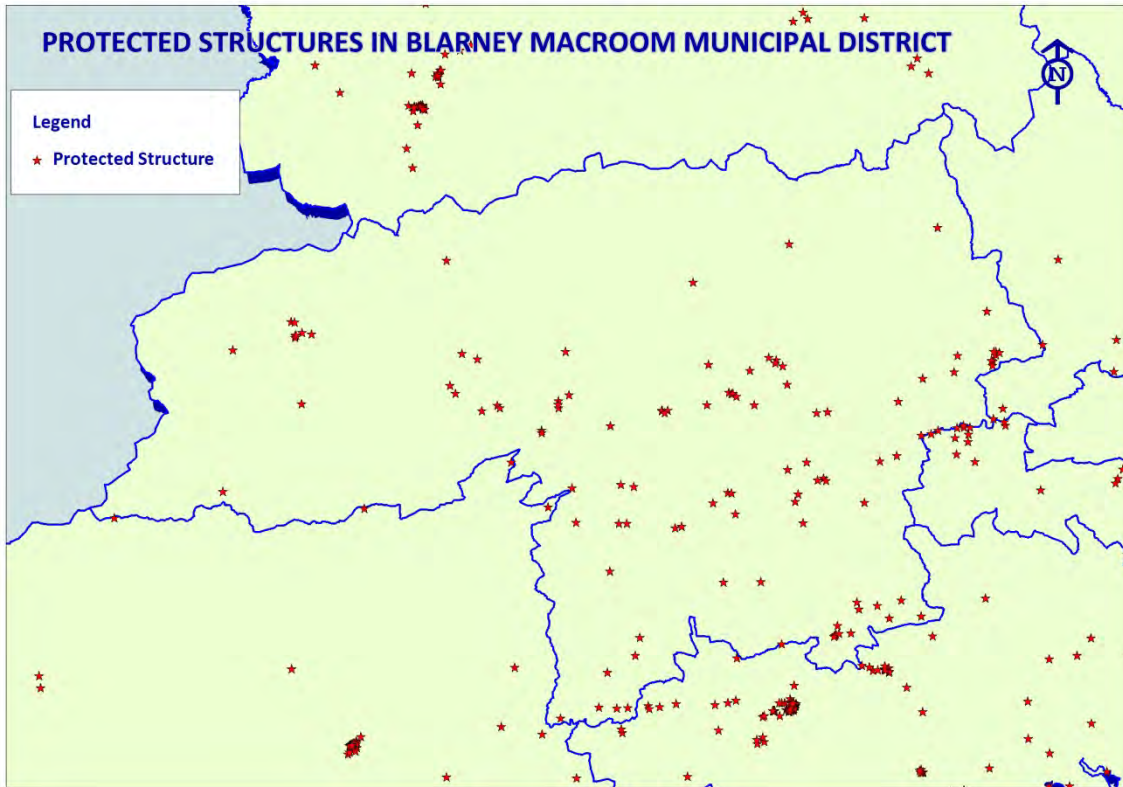 PROTECTED STRUCTURES IN BLARNEY MACROOM MUNICIPAL DISTRICT
N
Legend
Protected Structure